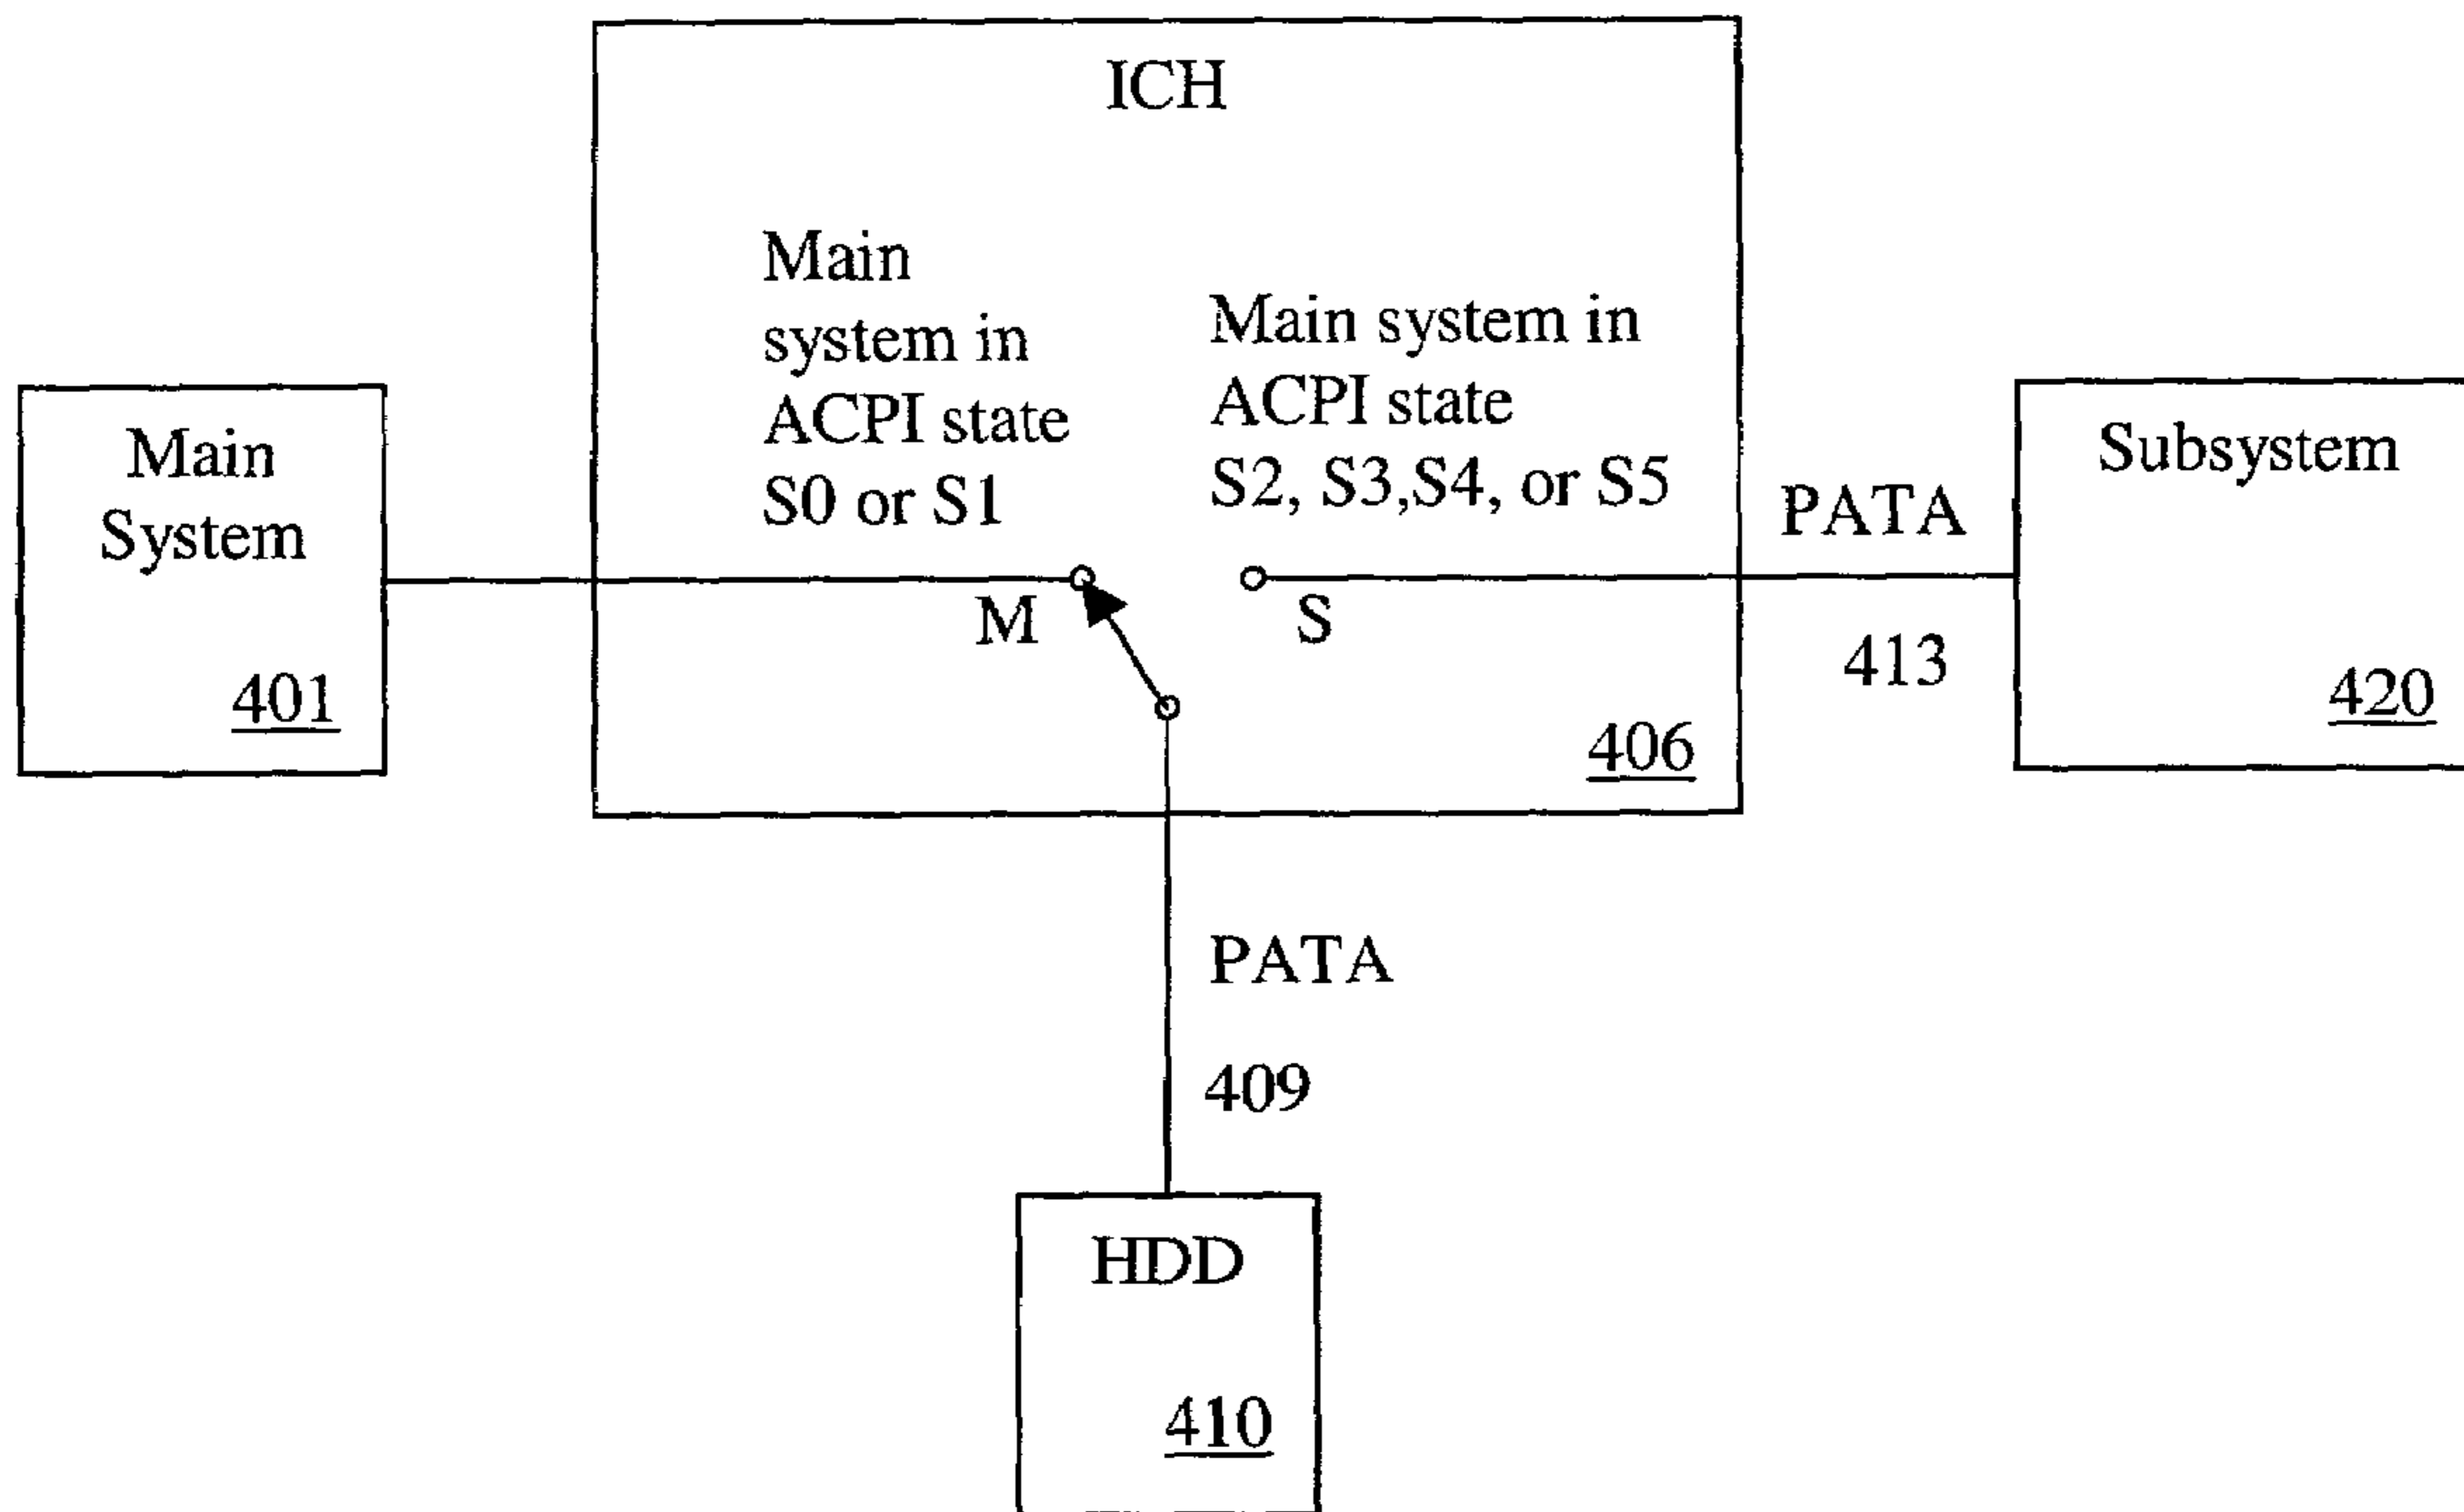 ICH
Main
system in
ACPI state
S0 or S1
Main system in
ACPI state
S2, S3,S4, or S5
Main
System
401
M
S
406
PATA
413
Subsystem
420
PATA
409
HDD
410